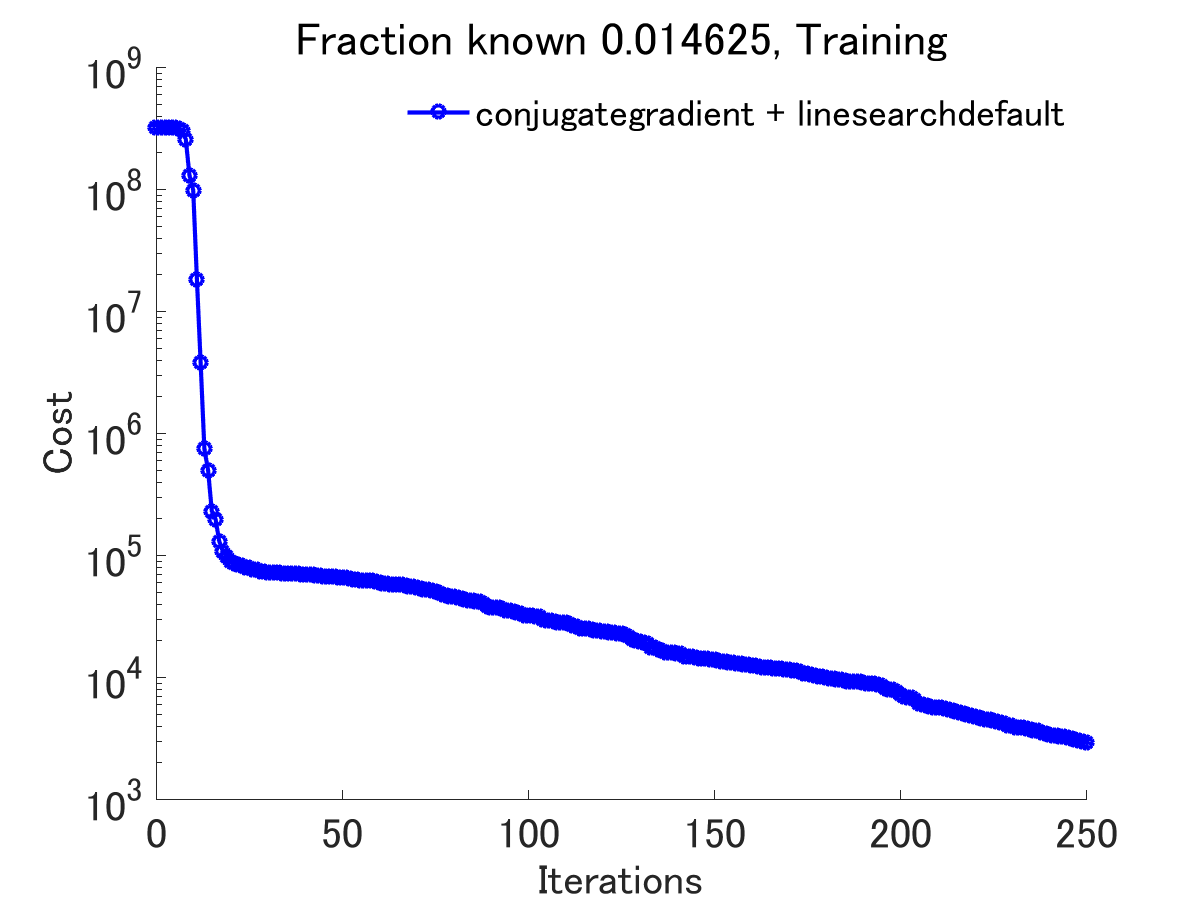 Fraction known 0.014625, Training
conjugategradient + linesearchdefault
Cost
10^9
10^8
10^7
10^6
10^5
10^4
10^3
0 50 100 150 200 250
Iterations